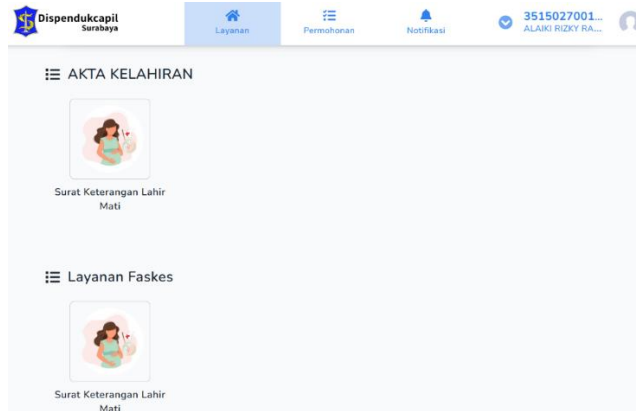 Dispendukcapil
Surabaya
Layanan
Permohonan
Notifikasi
3515027001...
ALAIKI RIZKY RA...
AKTA KELAHIRAN
Surat Keterangan Lahir
Mati
Layanan Faskes
Surat Keterangan Lahir
Mati